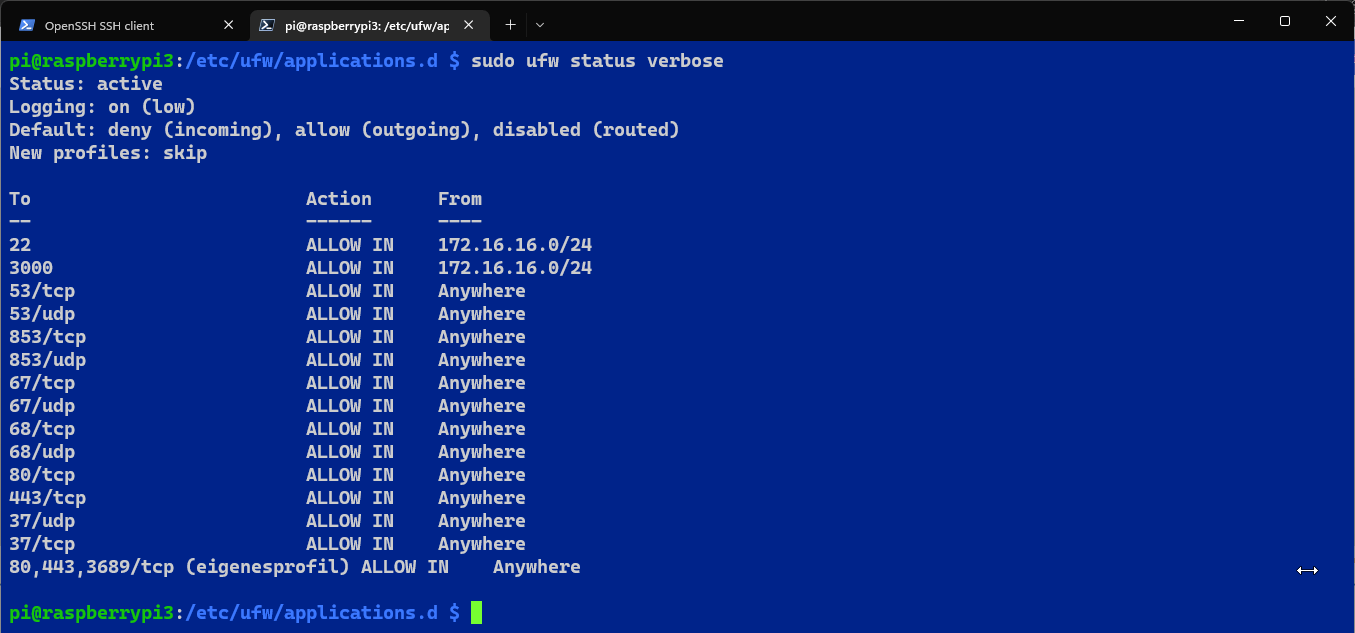 OpenSSH SSH client
pi@raspberrypi3: /etc/ufw/ap
pi@raspberrypi3:/etc/ufw/applications.d $ sudo ufw status verbose
Status: active
Logging: on (low)
Default: deny (incoming), allow (outgoing), disabled (routed)
New profiles: skip
To                         Action      From
--                         ------      ----
22                         ALLOW IN    172.16.16.0/24
3000                       ALLOW IN    172.16.16.0/24
53/tcp                     ALLOW IN    Anywhere
53/udp                     ALLOW IN    Anywhere
853/tcp                    ALLOW IN    Anywhere
853/udp                    ALLOW IN    Anywhere
67/tcp                     ALLOW IN    Anywhere
67/udp                     ALLOW IN    Anywhere
68/tcp                     ALLOW IN    Anywhere
68/udp                     ALLOW IN    Anywhere
80/tcp                     ALLOW IN    Anywhere
443/tcp                    ALLOW IN    Anywhere
37/udp                     ALLOW IN    Anywhere
37/tcp                     ALLOW IN    Anywhere
80,443,3689/tcp (eigenesprofil) ALLOW IN    Anywhere
pi@raspberrypi3:/etc/ufw/applications.d $